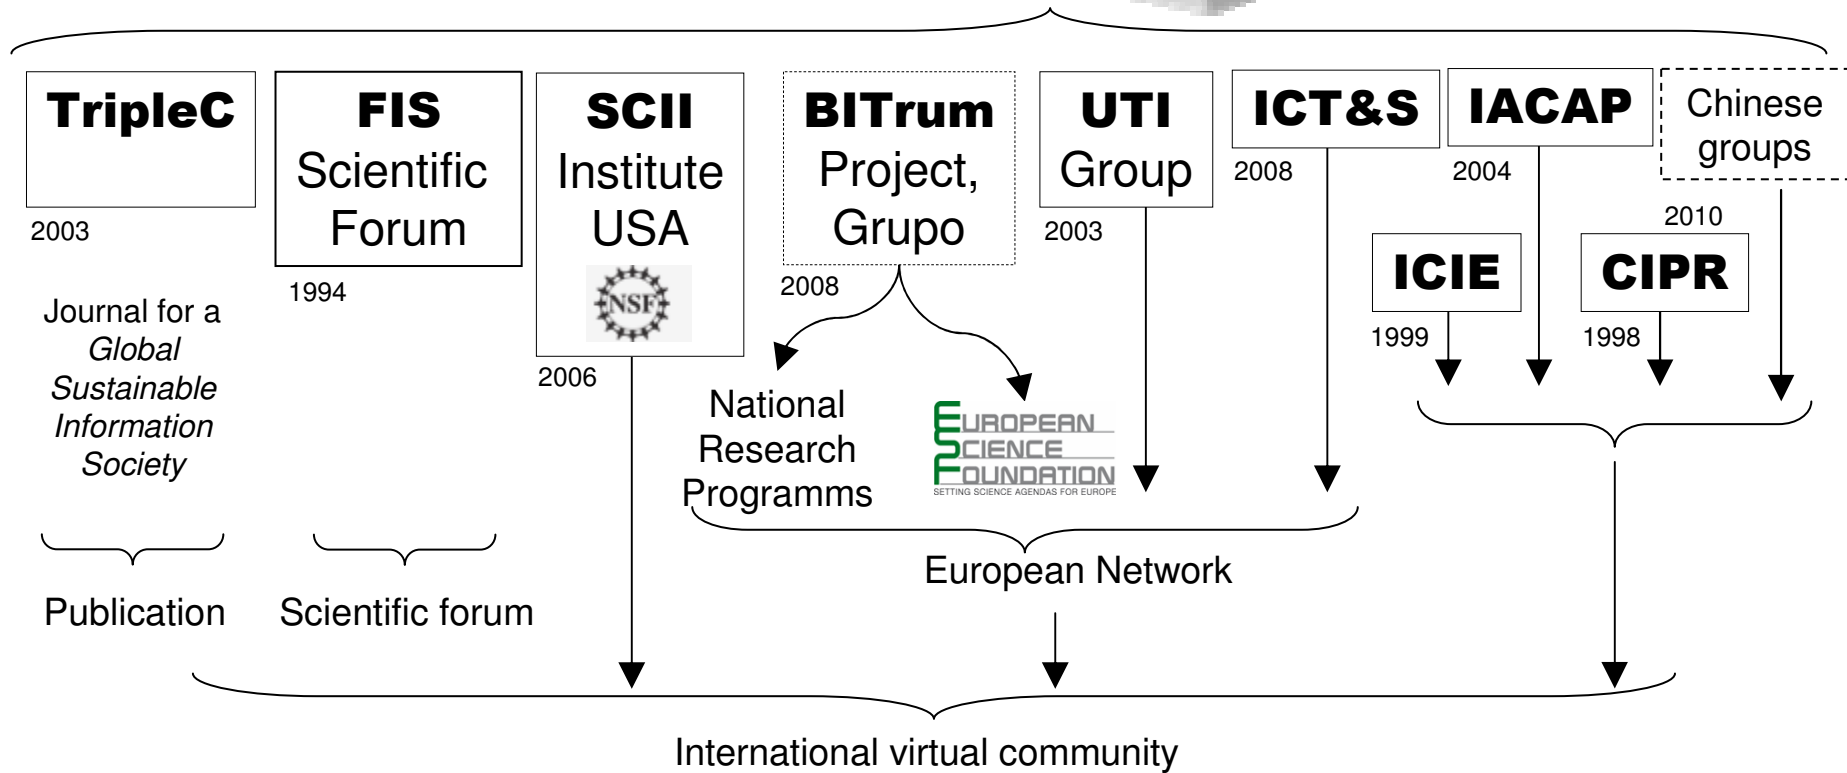 TripleC
2003
Journal for a
Global
Sustainable
Information
Society
Publication
FIS
Scientific
Forum
1994
Scientific forum
SCII
Institute
USA
NSF
2006
BITrum
Project,
Grupo
2008
National
Research
Programms
EUROPEAN
SCIENCE
FOUNDATION
SETTING SCIENCE AGENDAS FOR EUROPE
UTI
Group
2003
ICT&S
2008
European Network
IACAP
2004
Chinese
groups
2010
ICIE
1999
CIPR
1998
International virtual community